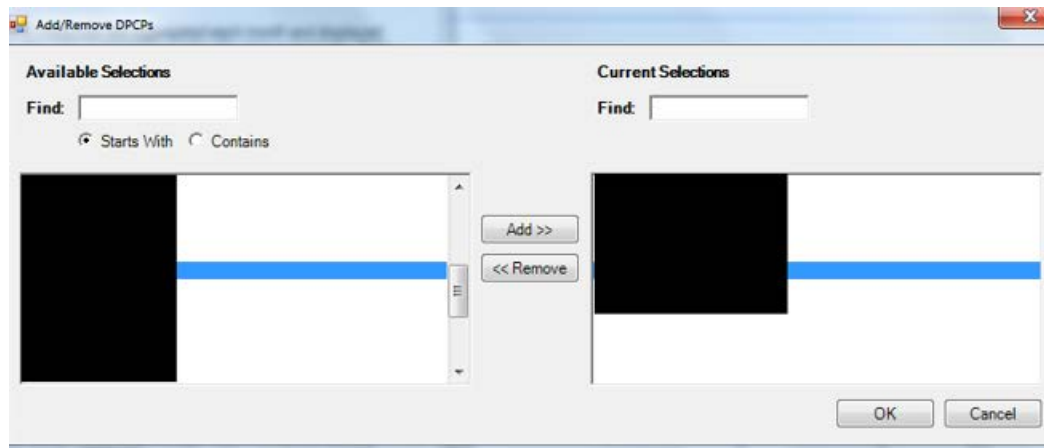 Add/Remove DPCPs
Available Selections
Current Selections
Find:
Find:
Starts With
Contains
Add >>
<< Remove
OK
Cancel